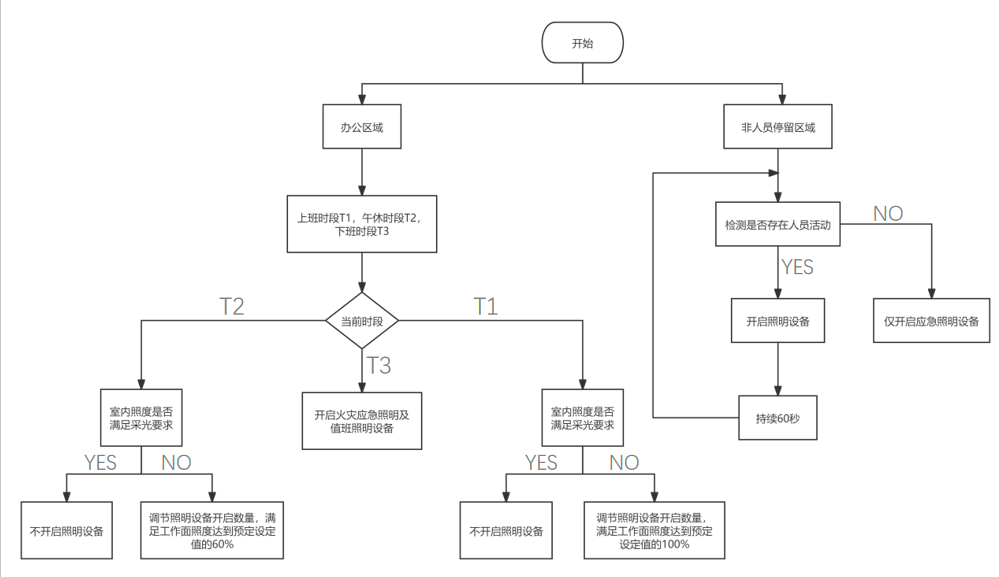 开始
办公区域
非人员停留区域
上班时段T1，午休时段T2，
下班时段T3
检测是否存在人员活动
NO
YES
T2
当前时段
T1
T3
开启照明设备
仅开启应急照明设备
室内照度是否
满足采光要求
开启火灾应急照明及
值班照明设备
室内照度是否
满足采光要求
持续60秒
YES
NO
YES
NO
不开启照明设备
调节照明设备开启数量，满
足工作面照度达到预定设定
值的60%
不开启照明设备
调节照明设备开启数量，
满足工作面照度达到预定
设定值的100%